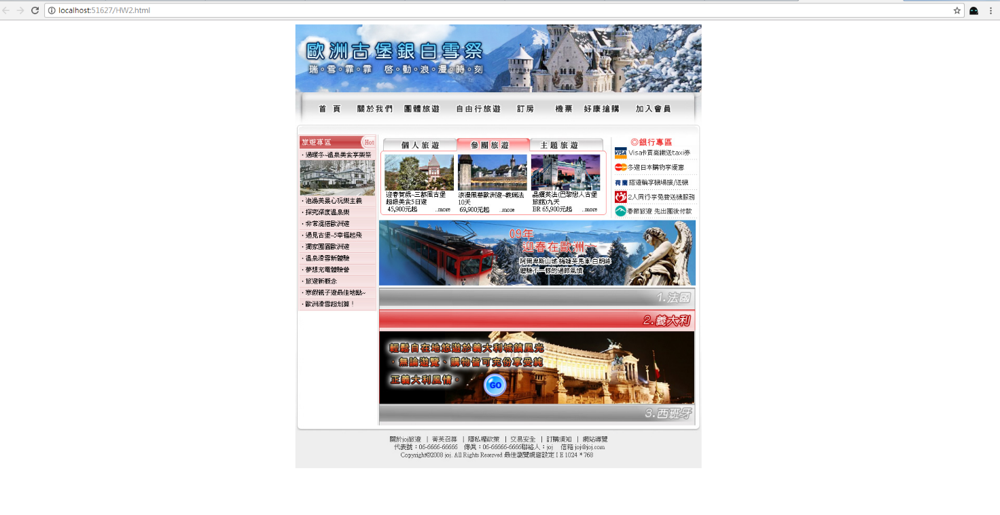 localhost:51627/HW2.html
歐洲古堡銀白雪祭
瑞。雪。霏。霏 啓。動。浪。漫。時。刻
首 頁 關於我們 團體旅遊 自由行旅遊 訂房 機票 好康搶購 加入會員
旅遊專區 Hot
‧過暖冬~溫泉美食享樂祭
‧泡湯美景心玩樂主義
‧探究深度溫泉樂
‧非常混搭歐洲遊
‧遇見古堡~5幸福起飛
‧獨家團圓歐洲遊
‧溫泉滑雪新體驗
‧夢想充電體驗營
‧旅遊新觀念
‧寒假親子遊最佳地點~
‧歐洲滑雪超划算！
個人旅遊 參團旅遊 主題旅遊
迎春賀歲~三都風古堡
超級美食5日遊
45,900元起 ..more
浪漫風華歐洲遊~義瑞法
10天
69,900元起 ..more
晶鑽英法(巴黎戀人古堡
旅館)九天
BR 65,900元起 ..more
◎銀行專區
VISA Visa卡買高鐵送taxi券
冬遊日本購物享優惠
荷蘭 搭遊輪享機場接/送機
2人同行‧享免費送機服務
春節旅遊 先出團後付款
09年
迎春在歐洲~~
阿爾卑斯山城‧梅婕芙馬車‧白朗峰
體驗不一樣的過節氣憤
1.法國
2.義大利
輕鬆自在地悠遊於義大利城鎮風光
，無論遊覽、購物皆可充份享受純
正義大利風情。
GO
3.西班牙
關於joj旅遊 | 菁英召募 | 隱私權政策 | 交易安全 | 訂購須知 | 網站導覽
代表號：06-6666-66666 傳真：06-66666-6666聯絡人：joj 信箱 joj@joj.com
Copyright©2008 joj. All Rights Reserved 最佳瀏覽視窗設定 I E 1024 * 768